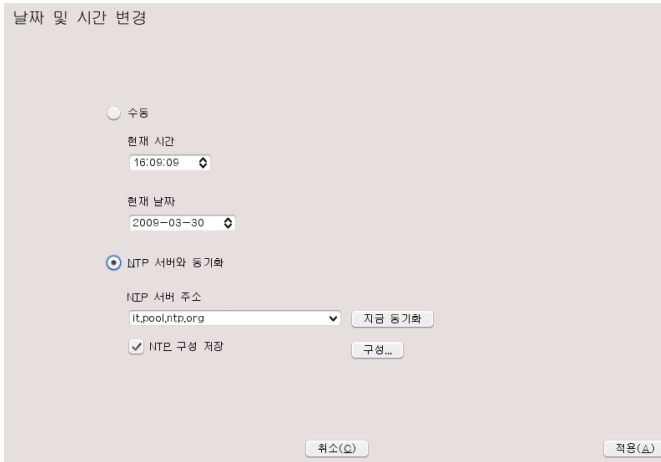 날짜 및 시간 변경
수동
현재 시간
16:09:09
현재 날짜
2009-03-30
NTP 서버와 동기화
NTP 서버 주소
it.pool.ntp.org
지금 동기화
NTP 구성 저장
구성...
취소(C)
적용(A)